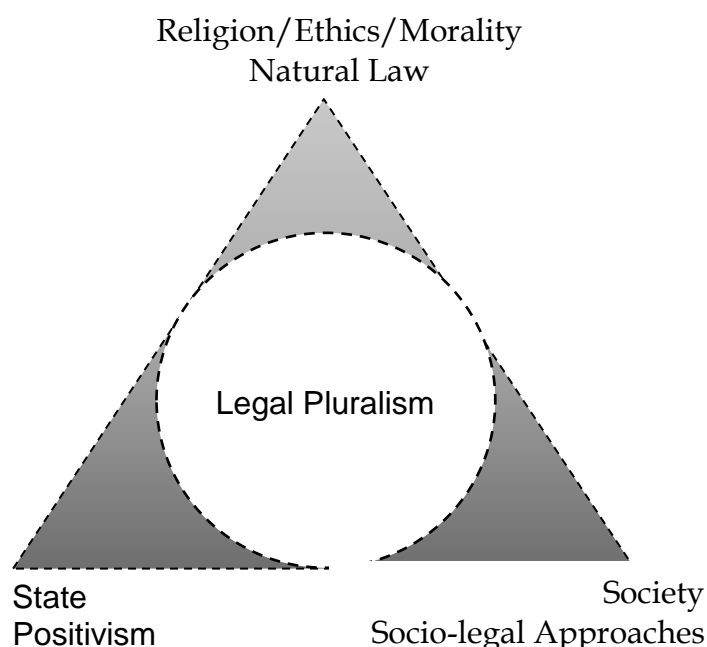 Religion/Ethics/Morality
Natural Law
Legal Pluralism
State
Positivism
Society
Socio-legal Approaches